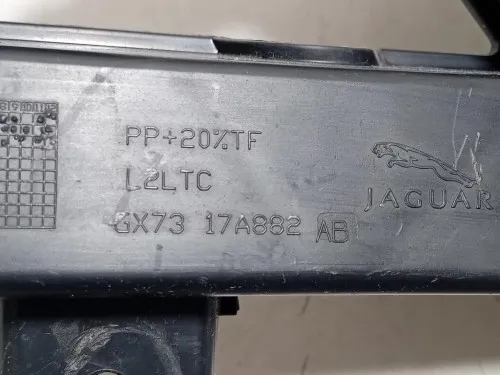 PP+20%TF
L2LTC
GX73 17A882 AB
JAGUAR